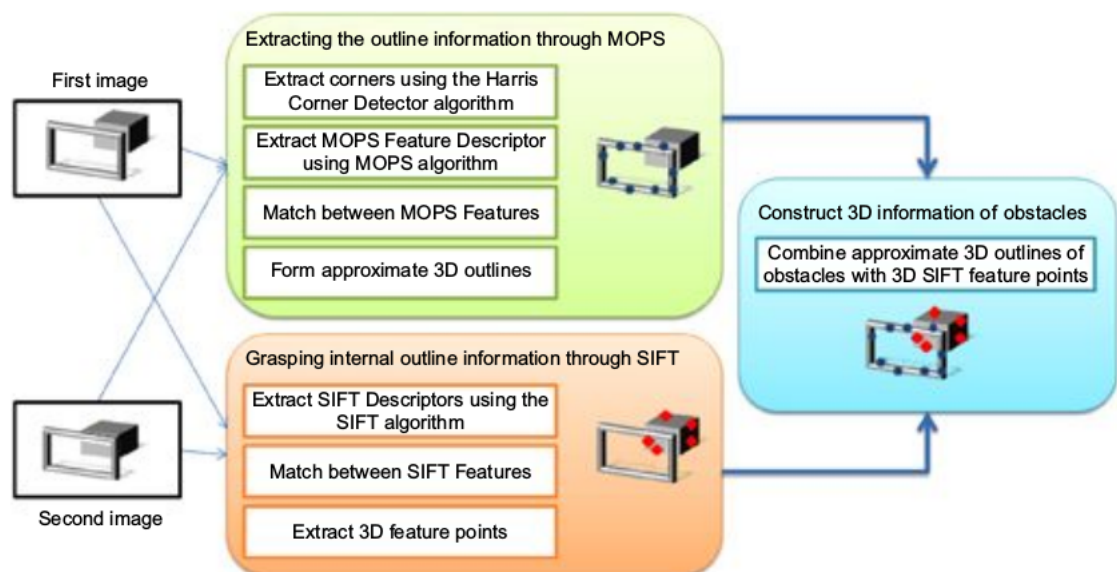 First image
Second image
Extracting the outline information through MOPS
Extract corners using the Harris
Corner Detector algorithm
Extract MOPS Feature Descriptor
using MOPS algorithm
Match between MOPS Features
Form approximate 3D outlines
Grasping internal outline information through SIFT
Extract SIFT Descriptors using the
SIFT algorithm
Match between SIFT Features
Extract 3D feature points
Construct 3D information of obstacles
Combine approximate 3D outlines of
obstacles with 3D SIFT feature points